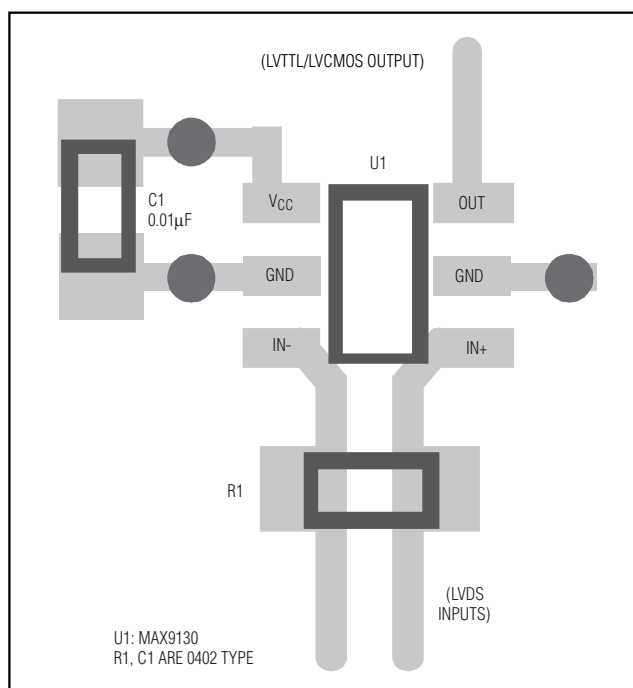 (LVTTL/LVCMOS OUTPUT)
U1
C1
0.01μF
VCC
OUT
GND
GND
IN-
IN+
R1
(LVDS
INPUTS)
U1: MAX9130
R1, C1 ARE 0402 TYPE